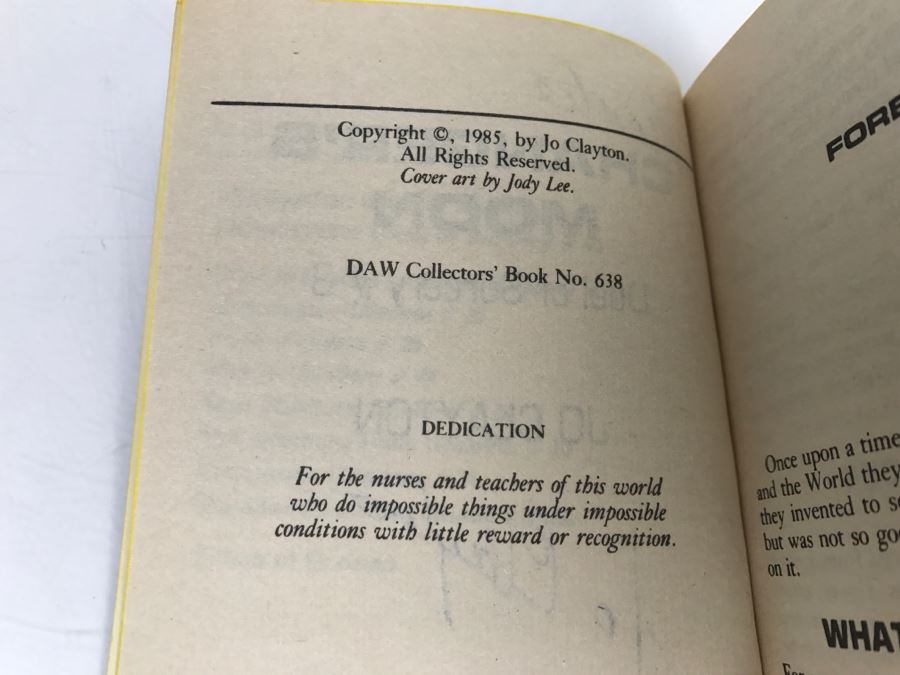 Copyright ©, 1985, by Jo Clayton.
All Rights Reserved.
Cover art by Jody Lee.
DAW Collectors' Book No. 638
DEDICATION
For the nurses and teachers of this world
who do impossible things under impossible
conditions with little reward or recognition.
FORE
Once upon a time
and the World they
they invented to s
but was not so go
on it.
WHAT